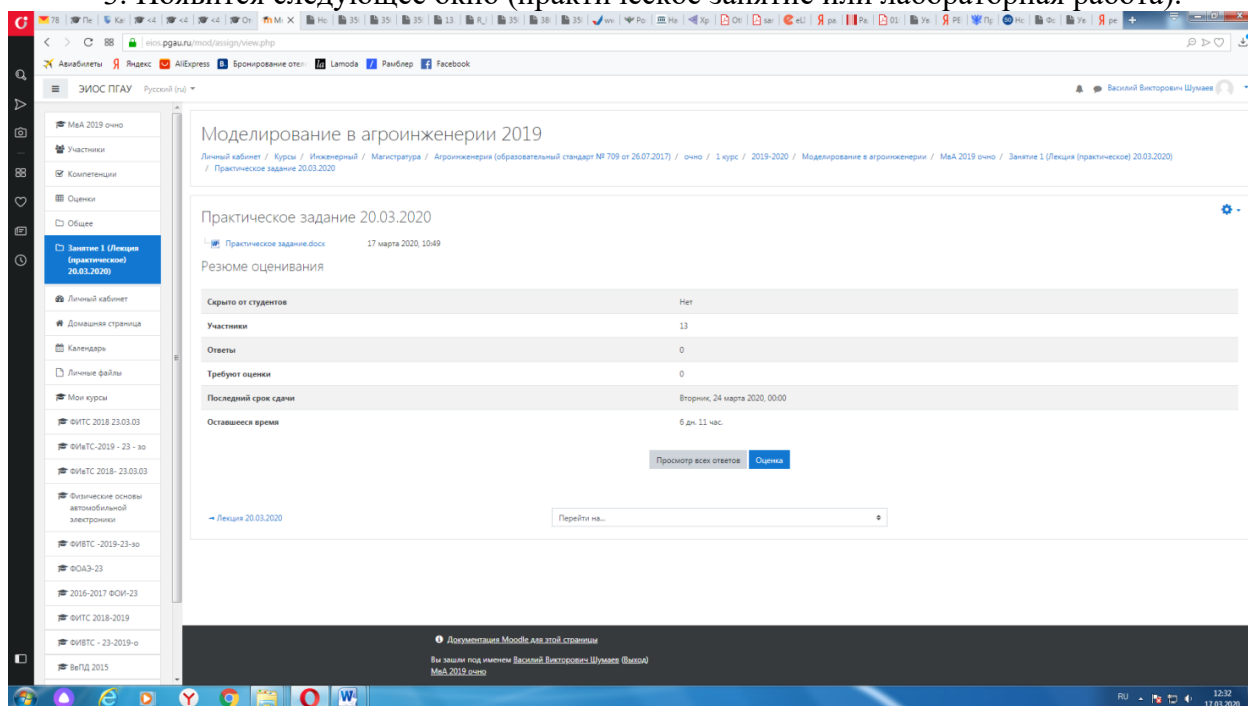 3. Появится следующее окно (практическое занятие или лабораторная работа).
eios.pgau.ru/mod/assign/view.php
Авиабилеты Яндекс AliExpress Бронирование отел Lamoda Рамблер Facebook
ЭИОС ПГАУ Русский (ru)
Василий Викторович Шумаев
МвА 2019 очно
Участники
Компетенции
Оценки
Общее
Занятие 1 (Лекция
(практическое)
20.03.2020)
Личный кабинет
Домашняя страница
Календарь
Личные файлы
Мои курсы
ФИТС 2018 23.03.03
ФИвТС-2019 - 23 - зо
ФИвТС 2018- 23.03.03
Физические основы
автомобильной
электроники
ФИВТС -2019-23-зо
ФОАЭ-23
2016-2017 ФОИ-23
ФИТС 2018-2019
ФИВТС - 23-2019-о
ВеПД 2015
Моделирование в агроинженерии 2019
Личный кабинет / Курсы / Инженерный / Магистратура / Агроинженерия (образовательный стандарт № 709 от 26.07.2017) / очно / 1 курс / 2019-2020 / Моделирование в агроинженерии / МвА 2019 очно / Занятие 1 (Лекция (практическое) 20.03.2020)
/ Практическое задание 20.03.2020
Практическое задание 20.03.2020
Практическое задание.docx 17 марта 2020, 10:49
Резюме оценивания
Скрыто от студентов Нет
Участники 13
Ответы 0
Требуют оценки 0
Последний срок сдачи Вторник, 24 марта 2020, 00:00
Оставшееся время 6 дн. 11 час.
Просмотр всех ответов Оценка
→ Лекция 20.03.2020 Перейти на...
Документация Moodle для этой страницы
Вы зашли под именем Василий Викторович Шумаев (Выход)
МвА 2019 очно
RU 12:32
17.03.2020